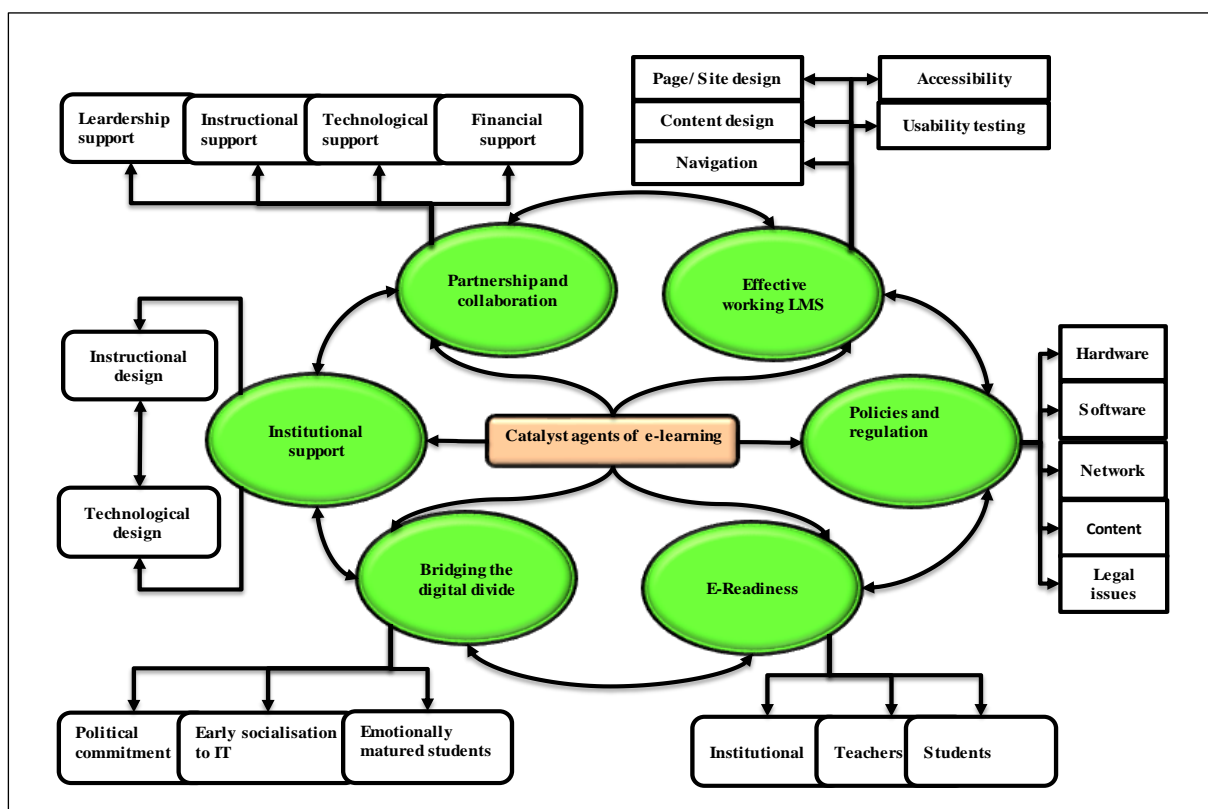 Page/ Site design
Accessibility
Leardership
support
Instructional
support
Technological
support
Financial
support
Content design
Usability testing
Navigation
Partnership and
collaboration
Effective
working LMS
Instructional
design
Hardware
Software
Institutional
support
Catalyst agents of e-learning
Policies and
regulation
Network
Technological
design
Content
Bridging the
digital divide
E-Readiness
Legal
issues
Political
commitment
Early socialisation
to IT
Emotionally
matured students
Institutional
Teachers
Students